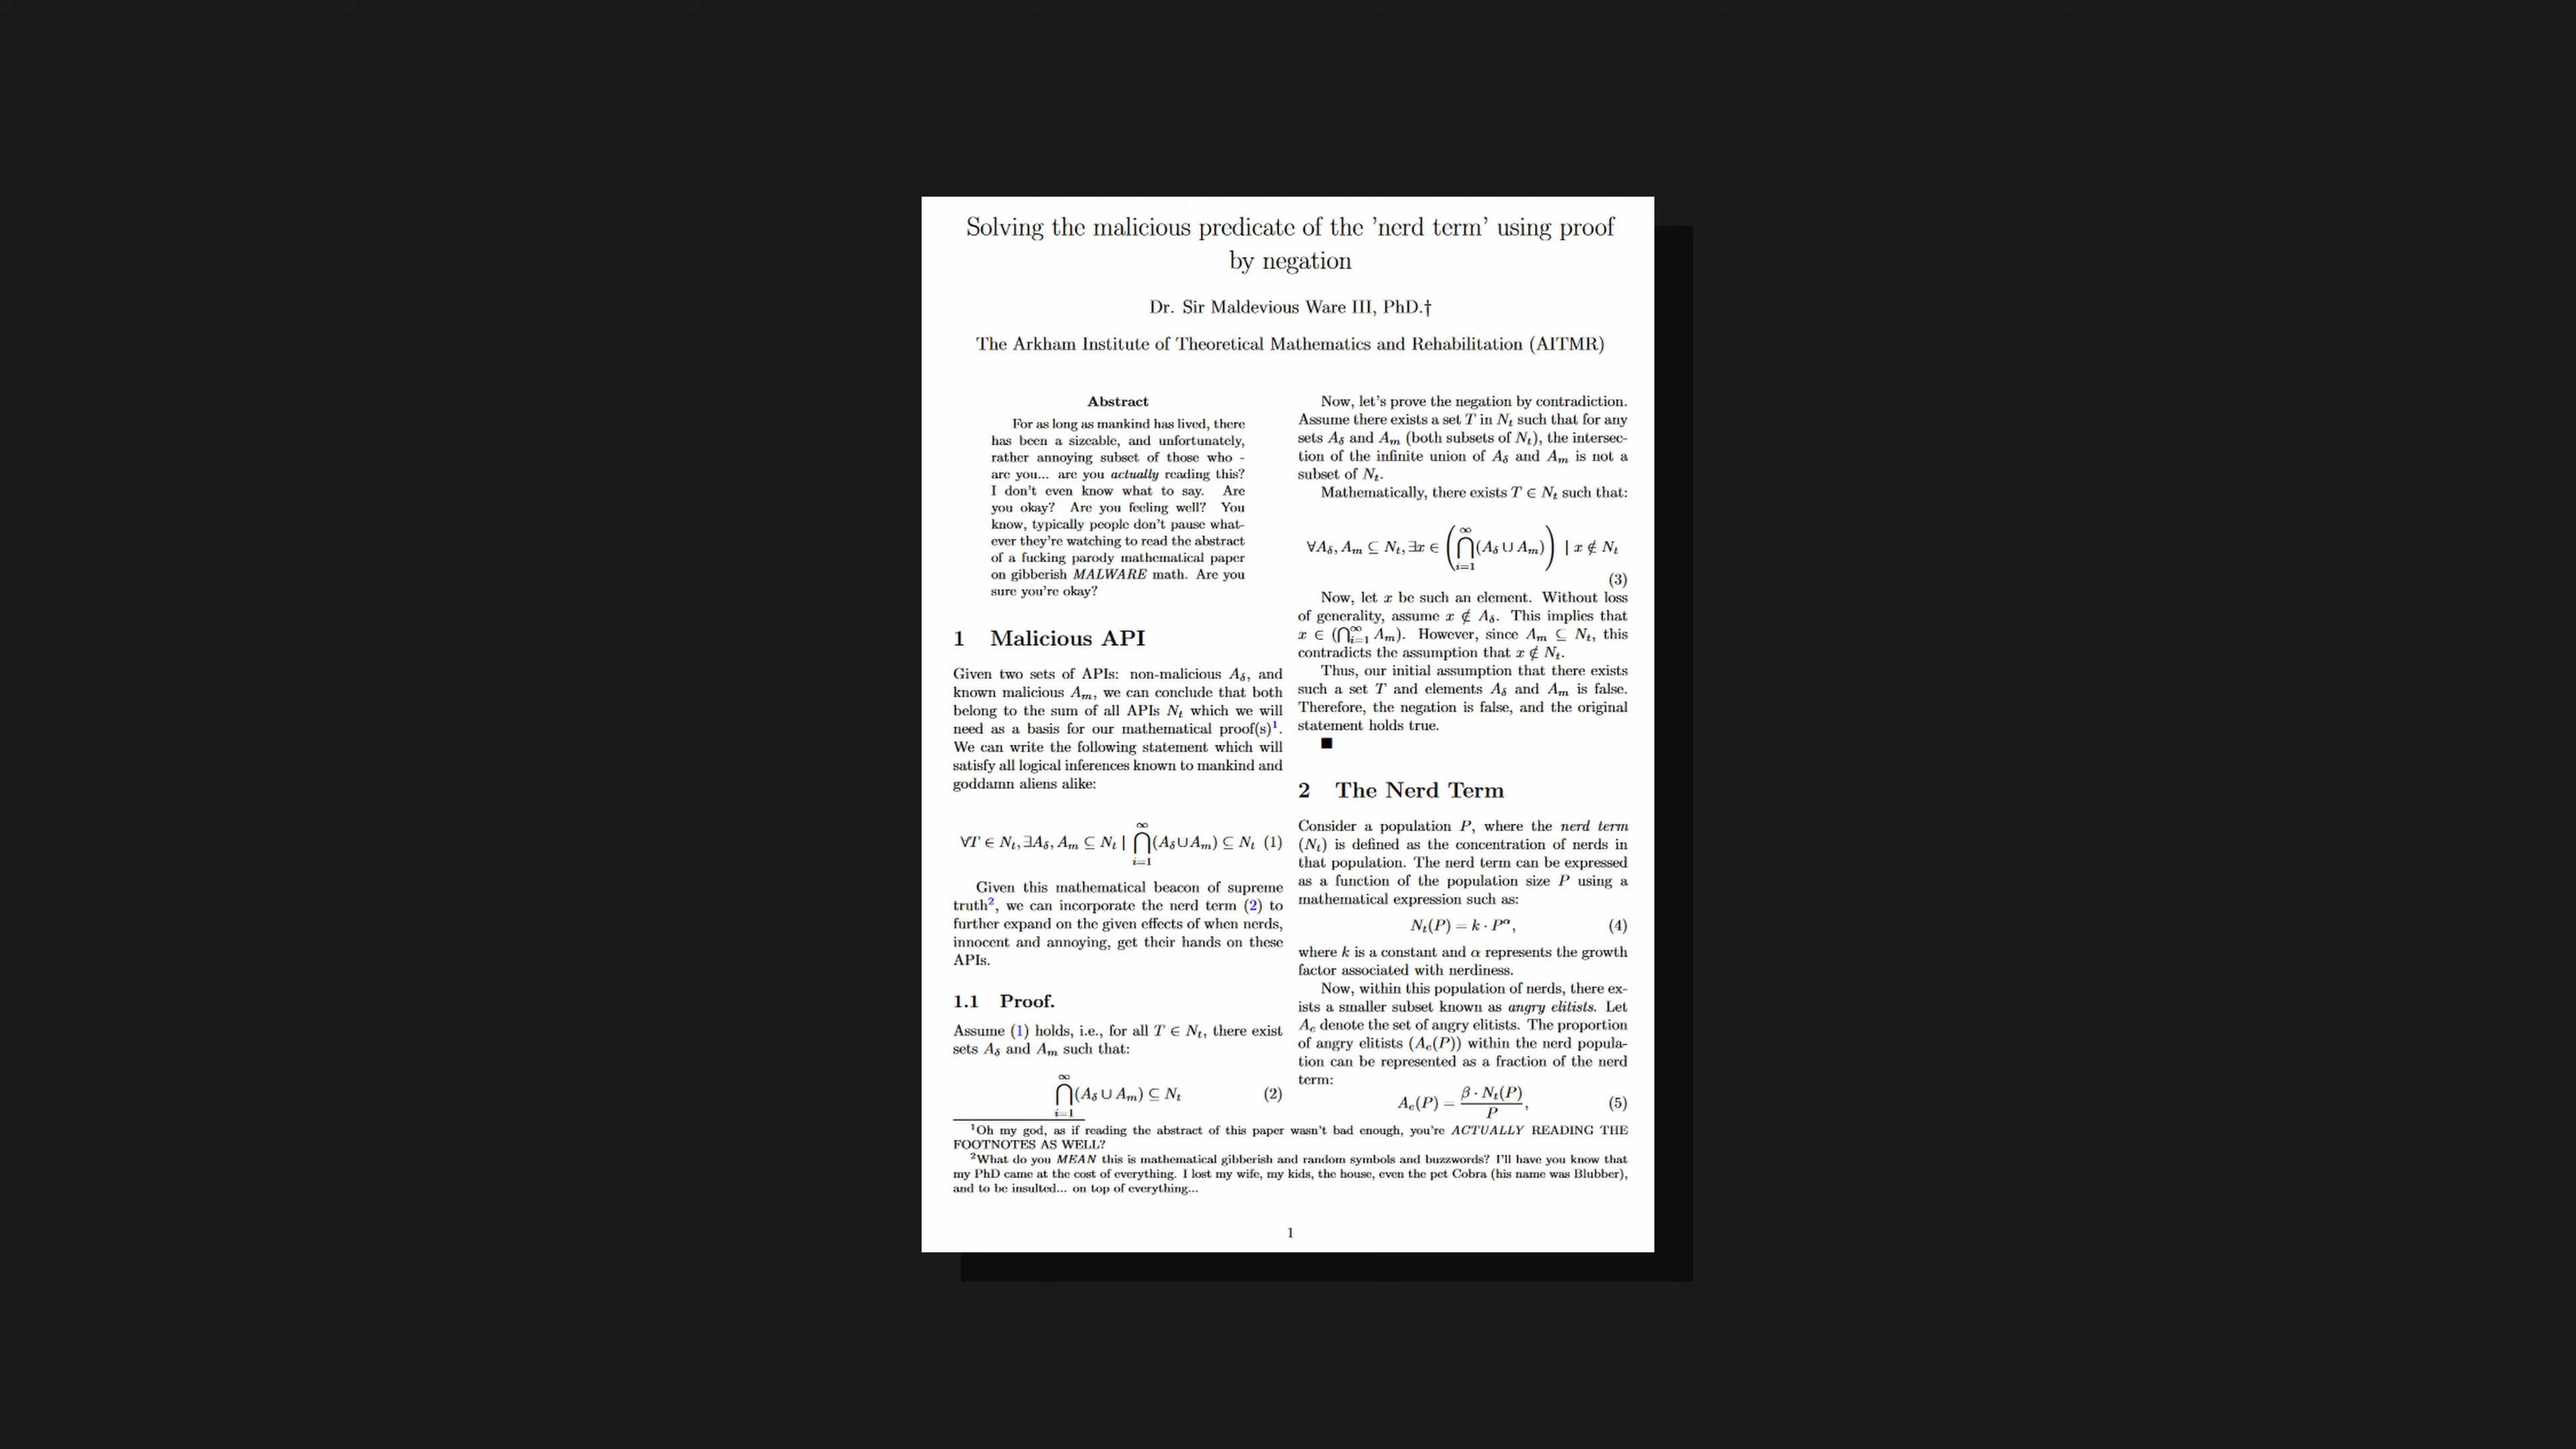 Solving the malicious predicate of the 'nerd term' using proof
by negation
Dr. Sir Maldevious Ware III, PhD.†
The Arkham Institute of Theoretical Mathematics and Rehabilitation (AITMR)
Abstract
For as long as mankind has lived, there
has been a sizeable, and unfortunately,
rather annoying subset of those who -
are you... are you actually reading this?
I don't even know what to say. Are
you okay? Are you feeling well? You
know, typically people don't pause what-
ever they're watching to read the abstract
of a fucking parody mathematical paper
on gibberish MALWARE math. Are you
sure you're okay?
1 Malicious API
Given two sets of APIs: non-malicious A_δ, and
known malicious A_m, we can conclude that both
belong to the sum of all APIs N_t which we will
need as a basis for our mathematical proof(s)¹.
We can write the following statement which will
satisfy all logical inferences known to mankind and
goddamn aliens alike:
∀T ∈ N_t, ∃A_δ, A_m ⊆ N_t | ⋂_{i=1}^{∞}(A_δ ∪ A_m) ⊆ N_t (1)
Given this mathematical beacon of supreme
truth², we can incorporate the nerd term (2) to
further expand on the given effects of when nerds,
innocent and annoying, get their hands on these
APIs.
1.1 Proof.
Assume (1) holds, i.e., for all T ∈ N_t, there exist
sets A_δ and A_m such that:
⋂_{i=1}^{∞}(A_δ ∪ A_m) ⊆ N_t (2)
Now, let's prove the negation by contradiction.
Assume there exists a set T in N_t such that for any
sets A_δ and A_m (both subsets of N_t), the intersec-
tion of the infinite union of A_δ and A_m is not a
subset of N_t.
Mathematically, there exists T ∈ N_t such that:
∀A_δ, A_m ⊆ N_t, ∃x ∈ (⋂_{i=1}^{∞}(A_δ ∪ A_m)) | x ∉ N_t
(3)
Now, let x be such an element. Without loss
of generality, assume x ∉ A_δ. This implies that
x ∈ (⋂_{i=1}^{∞} A_m). However, since A_m ⊆ N_t, this
contradicts the assumption that x ∉ N_t.
Thus, our initial assumption that there exists
such a set T and elements A_δ and A_m is false.
Therefore, the negation is false, and the original
statement holds true.
■
2 The Nerd Term
Consider a population P, where the nerd term
(N_t) is defined as the concentration of nerds in
that population. The nerd term can be expressed
as a function of the population size P using a
mathematical expression such as:
N_t(P) = k · P^α, (4)
where k is a constant and α represents the growth
factor associated with nerdiness.
Now, within this population of nerds, there ex-
ists a smaller subset known as angry elitists. Let
A_e denote the set of angry elitists. The proportion
of angry elitists (A_e(P)) within the nerd popula-
tion can be represented as a fraction of the nerd
term:
A_e(P) = β · N_t(P) / P, (5)
¹Oh my god, as if reading the abstract of this paper wasn't bad enough, you're ACTUALLY READING THE
FOOTNOTES AS WELL?
²What do you MEAN this is mathematical gibberish and random symbols and buzzwords? I'll have you know that
my PhD came at the cost of everything. I lost my wife, my kids, the house, even the pet Cobra (his name was Blubber),
and to be insulted... on top of everything...
1